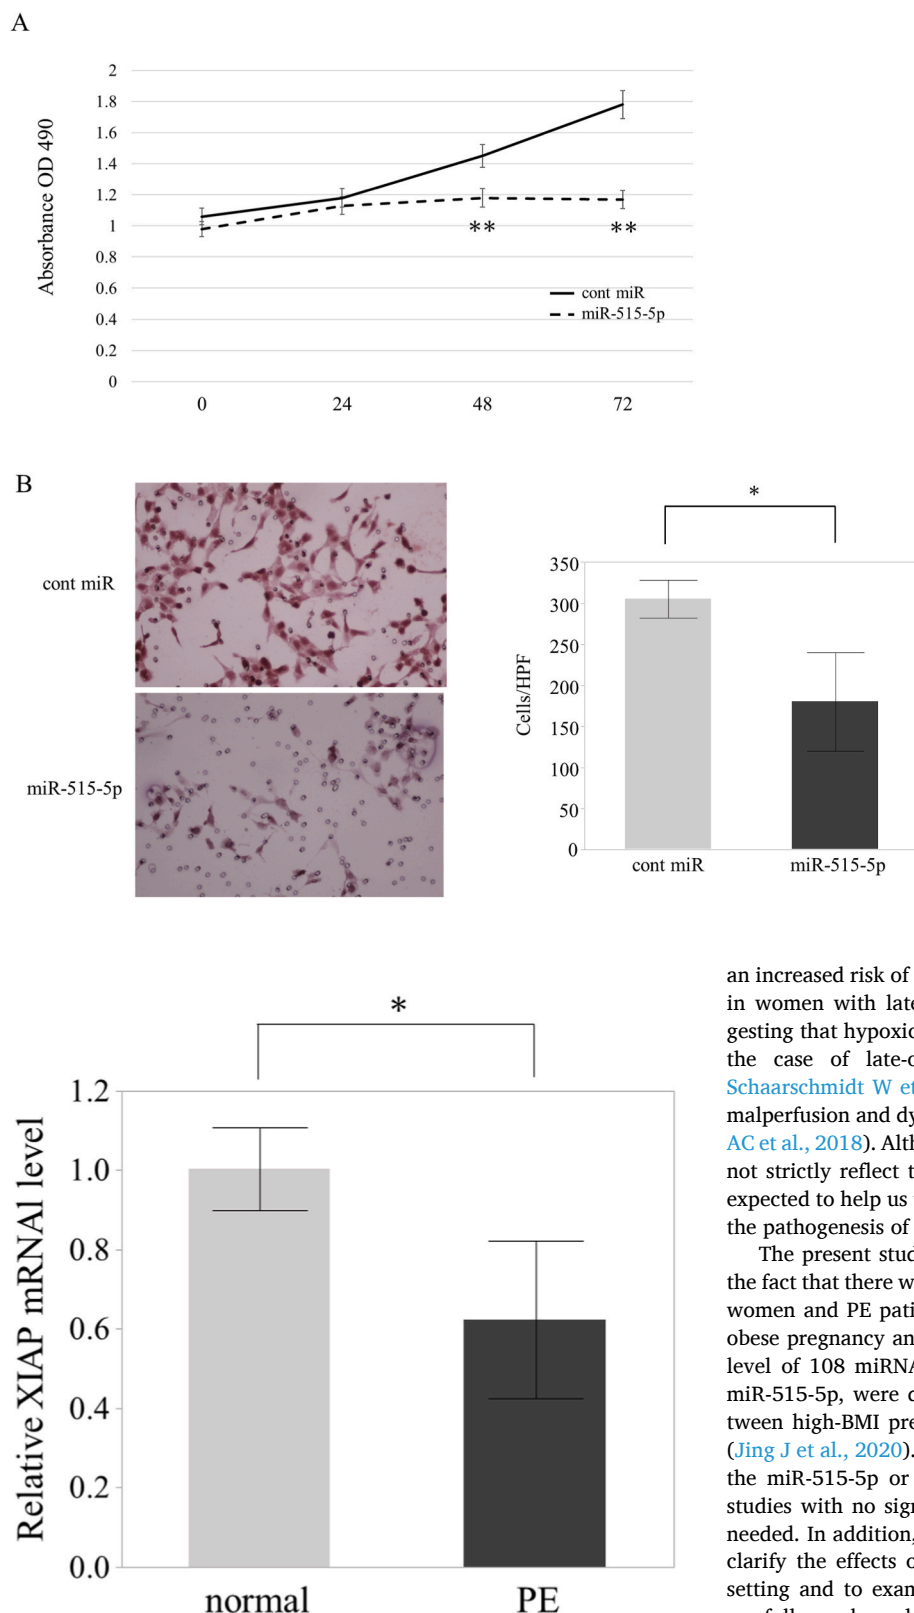 A
Absorbance OD 490
2
1.8
1.6
1.4
1.2
1
0.8
0.6
0.4
0.2
0
**
**
cont miR
miR-515-5p
0 24 48 72
B
cont miR
miR-515-5p
*
Cells/HPF
350
300
250
200
150
100
50
0
cont miR miR-515-5p
*
Relative XIAP mRNAl level
1.2
1.0
0.8
0.6
0.4
0.2
0.0
normal PE
an increased risk of
in women with late
gesting that hypoxic
the case of late-o
Schaarschmidt W et
malperfusion and dy
AC et al., 2018). Alth
not strictly reflect t
expected to help us
the pathogenesis of
The present stud
the fact that there w
women and PE pati
obese pregnancy an
level of 108 miRNA
miR-515-5p, were c
tween high-BMI pre
(Jing J et al., 2020).
the miR-515-5p or
studies with no sign
needed. In addition,
clarify the effects o
setting and to exam